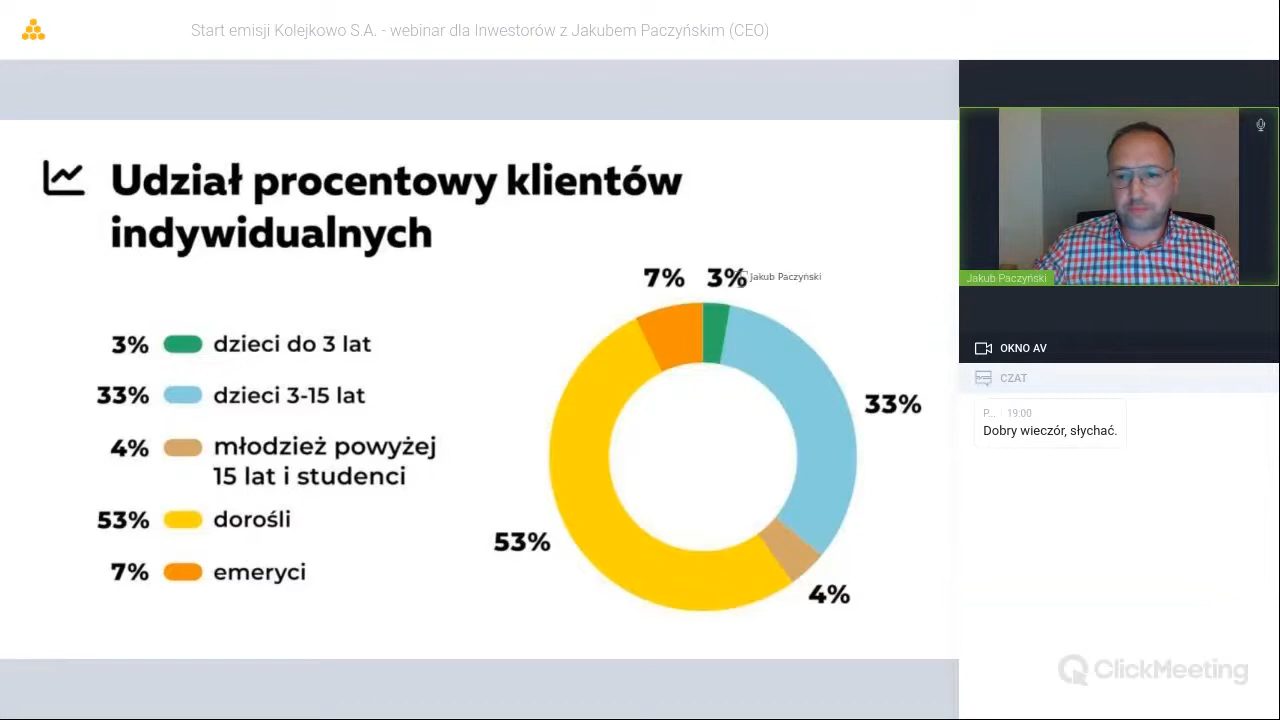 Start emisji Kolejkowo S.A. - webinar dla Inwestorów z Jakubem Paczyńskim (CEO)
Udział procentowy klientów
indywidualnych
7% 3% Jakub Paczyński
3% dzieci do 3 lat
33% dzieci 3-15 lat
33%
4% młodzież powyżej
15 lat i studenci
53% dorośli
53%
7% emeryci
4%
Jakub Paczyński
OKNO AV
CZAT
P... 19:00
Dobry wieczór, słychać.
ClickMeeting